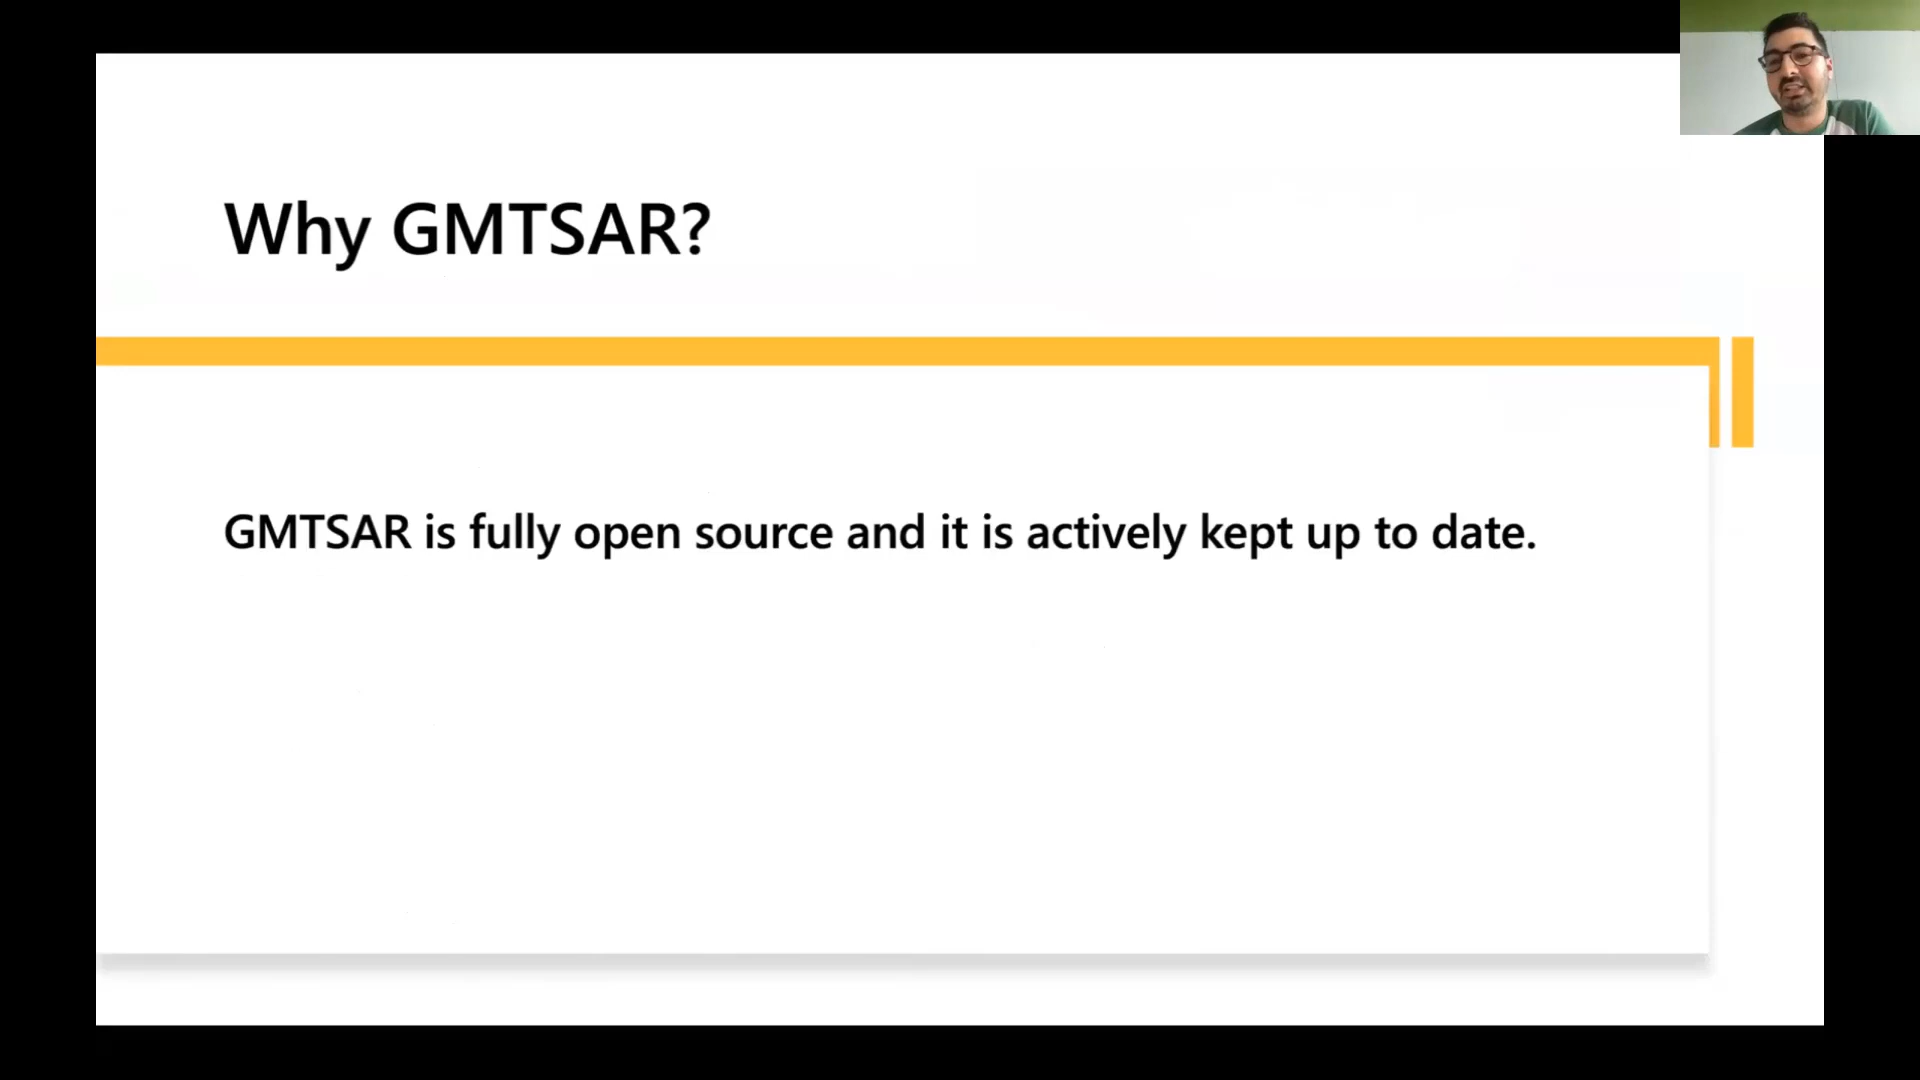 Why GMTSAR?
GMTSAR is fully open source and it is actively kept up to date.